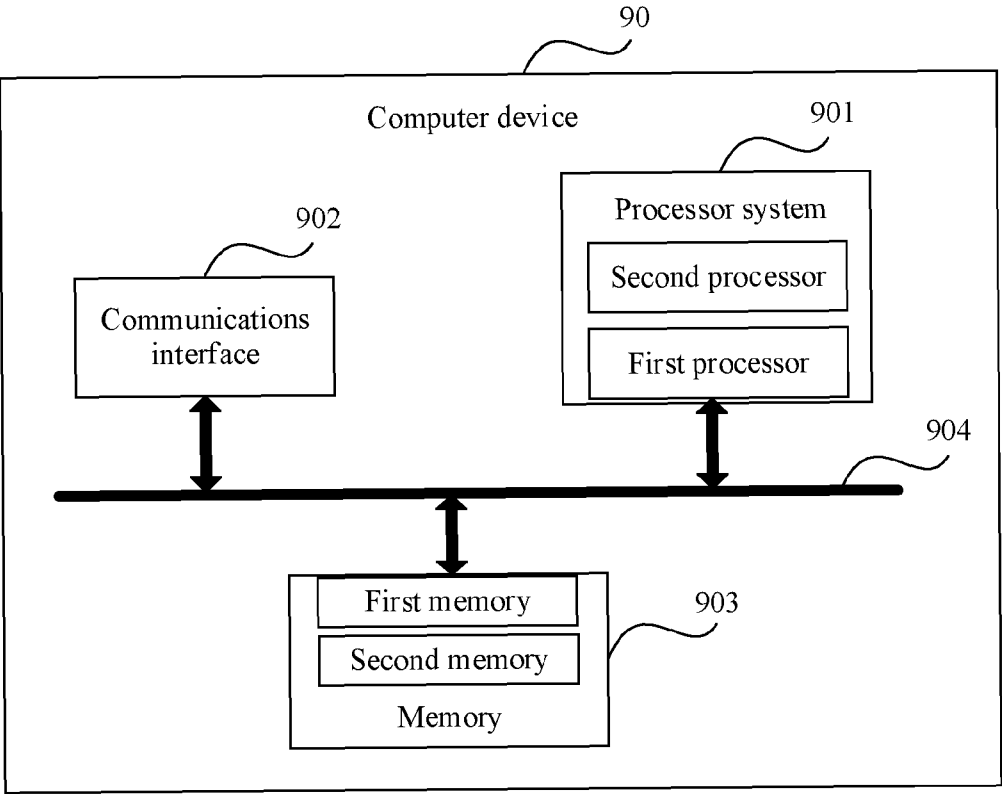 90
Computer device
901
Processor system
902
Second processor
Communications
interface
First processor
904
First memory
903
Second memory
Memory